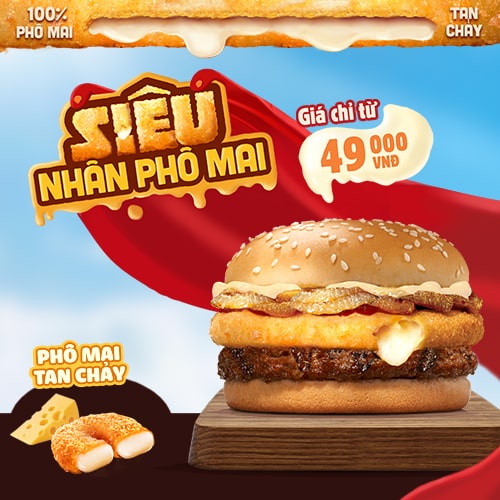 100%
PHÔ MAI
TAN
CHẢY
SIÊU
NHÂN PHÔ MAI
Giá chỉ từ
49 000
VNĐ
PHÔ MAI
TAN CHẢY